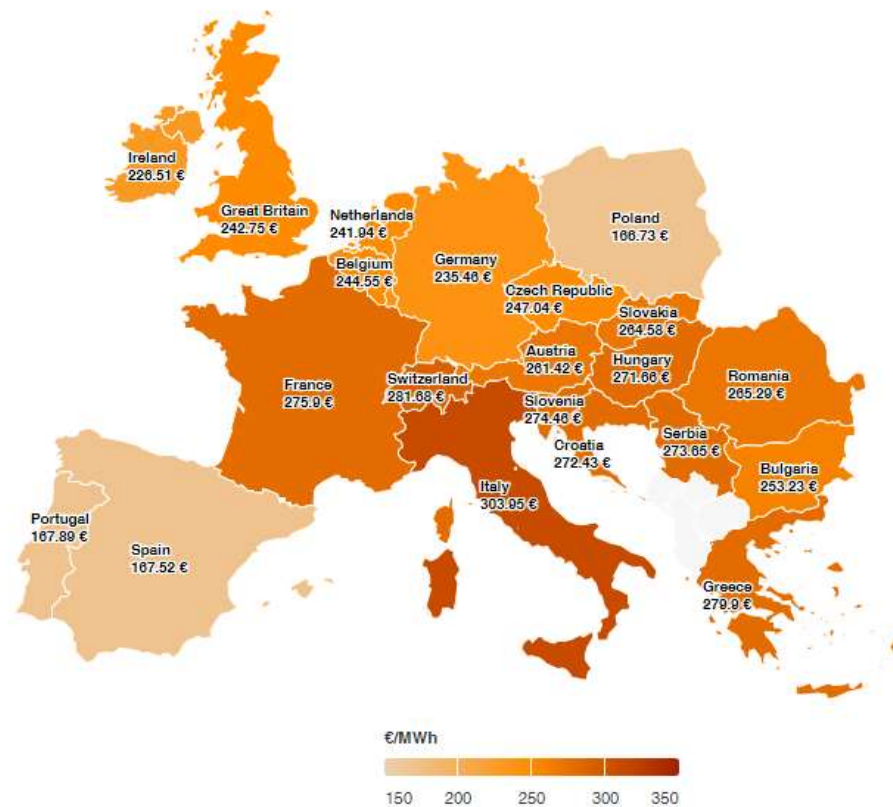 Ireland
226.51 €
Great Britain
242.75 €
Netherlands
241.94 €
Belgium
244.55 €
Germany
235.46 €
Poland
166.73 €
Czech Republic
247.04 €
Slovakia
264.58 €
Austria
261.42 €
Hungary
271.66 €
Romania
265.29 €
France
275.9 €
Switzerland
281.68 €
Slovenia
274.46 €
Croatia
272.43 €
Serbia
273.65 €
Bulgaria
253.23 €
Italy
303.95 €
Portugal
167.89 €
Spain
167.52 €
Greece
279.9 €
€/MWh
150 200 250 300 350